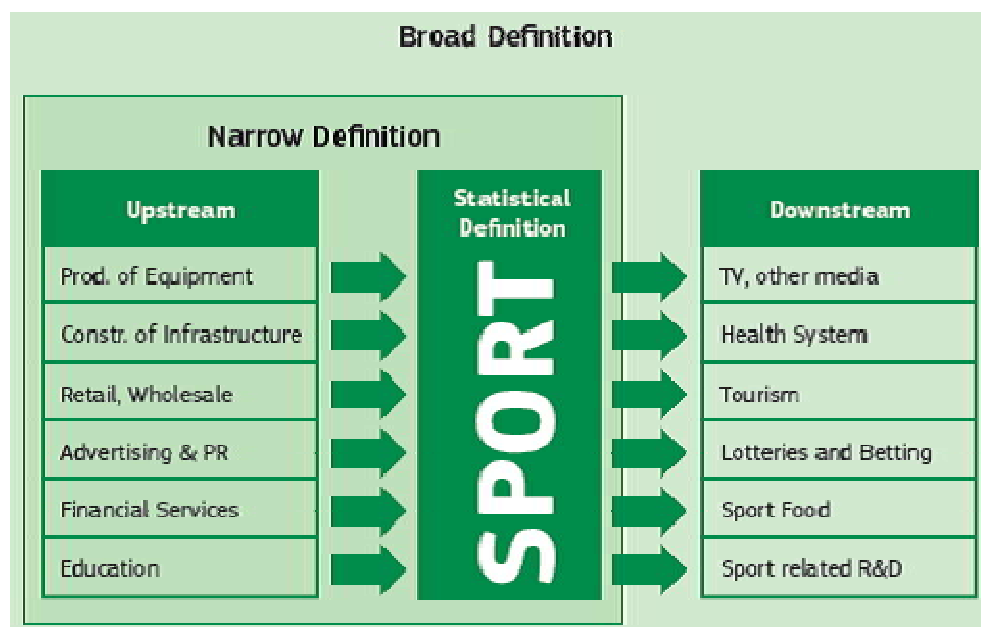 Broad Definition
Narrow Definition
Upstream
Prod. of Equipment
Constr. of Infrastructure
Retail, Wholesale
Advertising & PR
Financial Services
Education
Statistical
Definition
SPORT
Downstream
TV, other media
Health System
Tourism
Lotteries and Betting
Sport Food
Sport related R&D